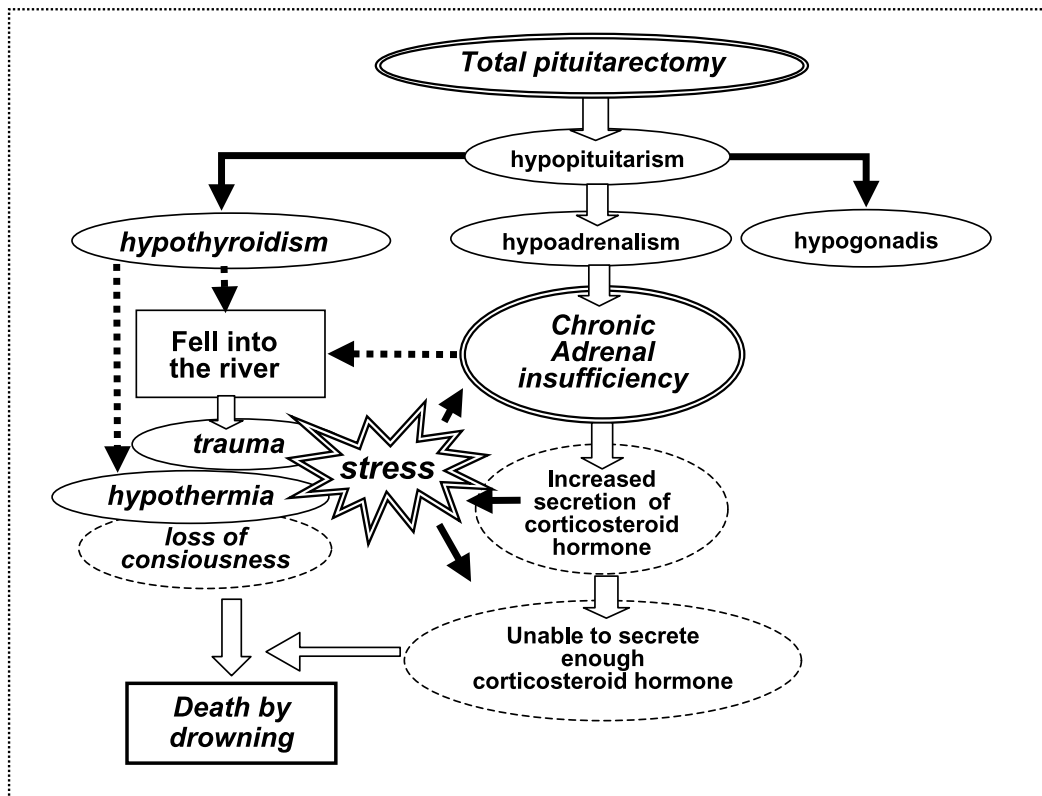 Total pituitarectomy
hypopituitarism
hypothyroidism
hypoadrenalism
hypogonadis
Fell into
the river
Chronic
Adrenal
insufficiency
trauma
stress
hypothermia
loss of
consiousness
Increased
secretion of
corticosteroid
hormone
Unable to secrete
enough
corticosteroid hormone
Death by
drowning